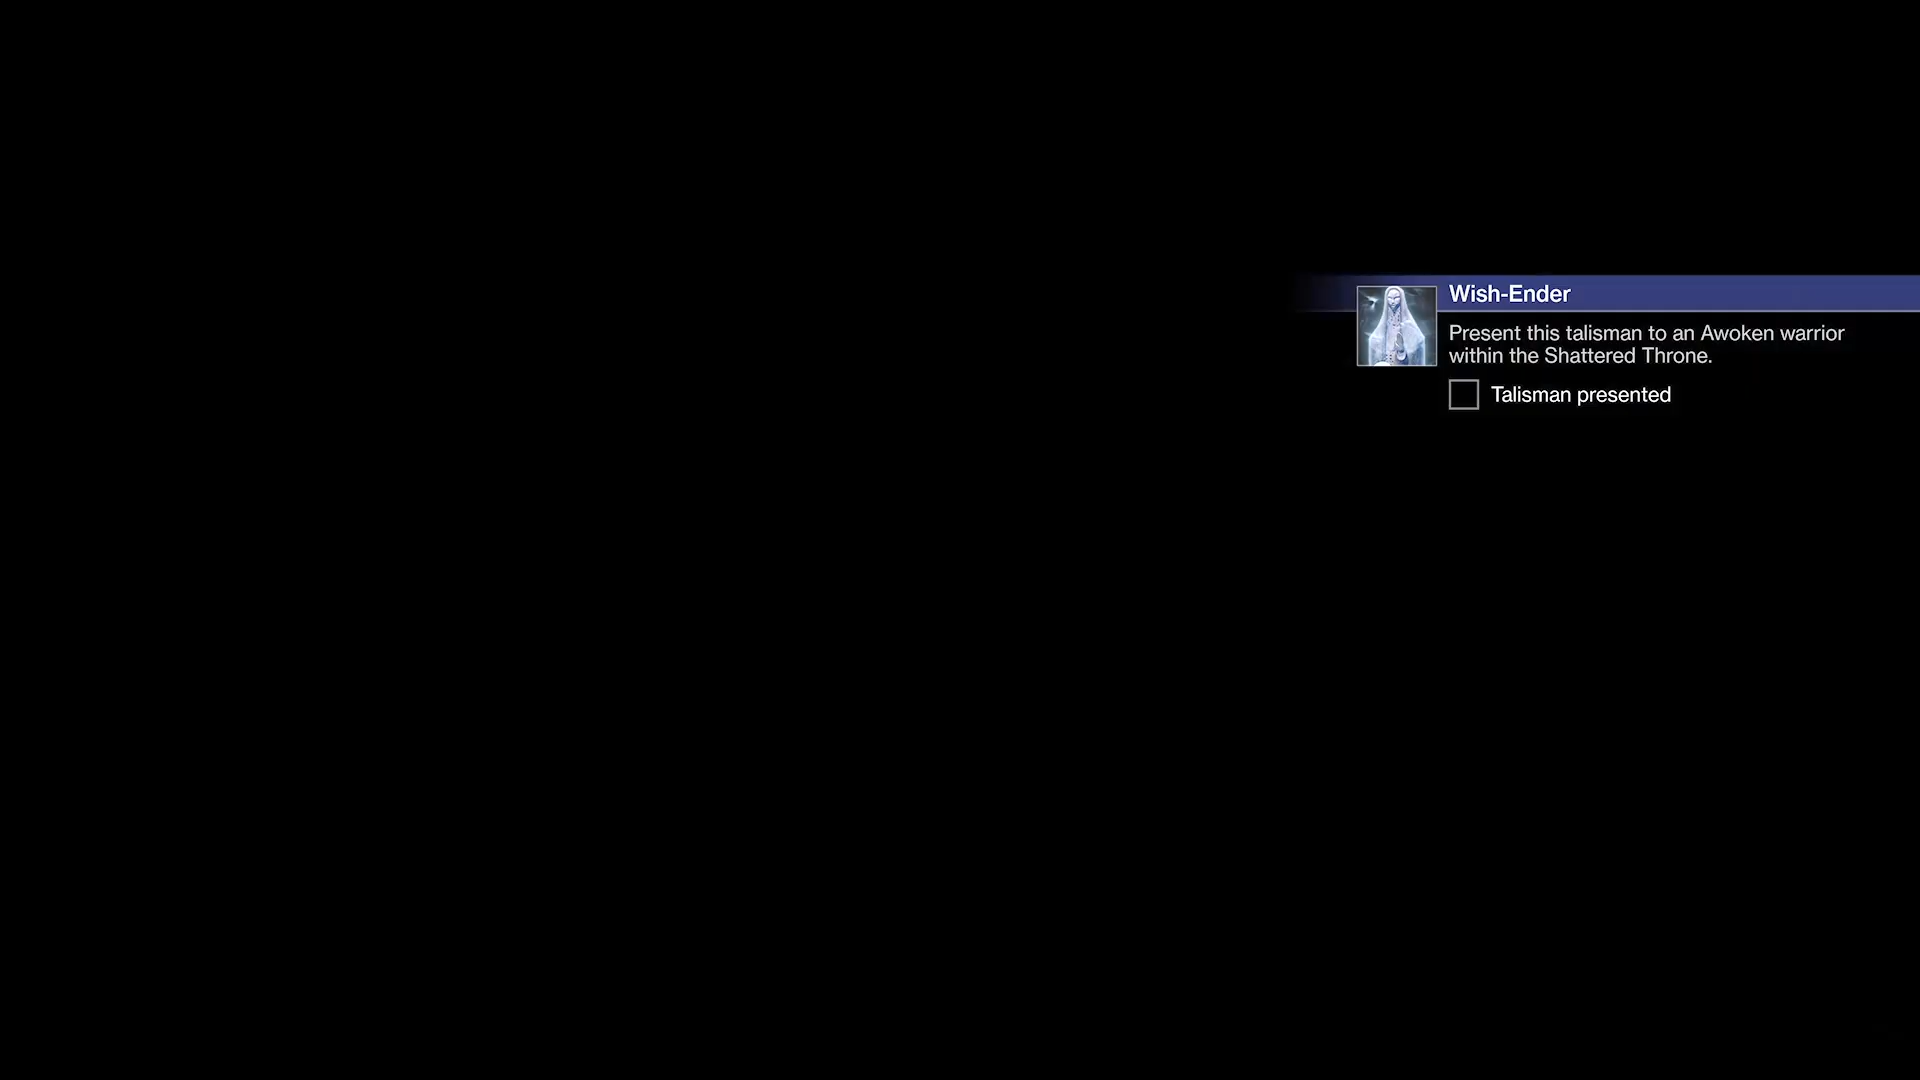 Wish-Ender
Present this talisman to an Awoken warrior
within the Shattered Throne.
Talisman presented